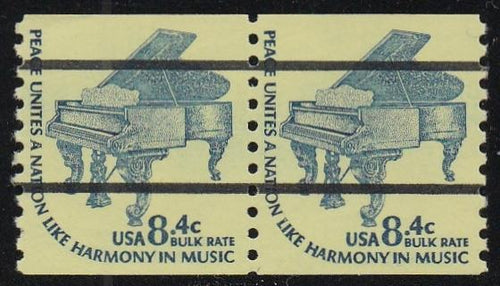 PEACE UNITES A NATION LIKE HARMONY IN MUSIC
USA 8.4c
BULK RATE
PEACE UNITES A NATION LIKE HARMONY IN MUSIC
USA 8.4c
BULK RATE